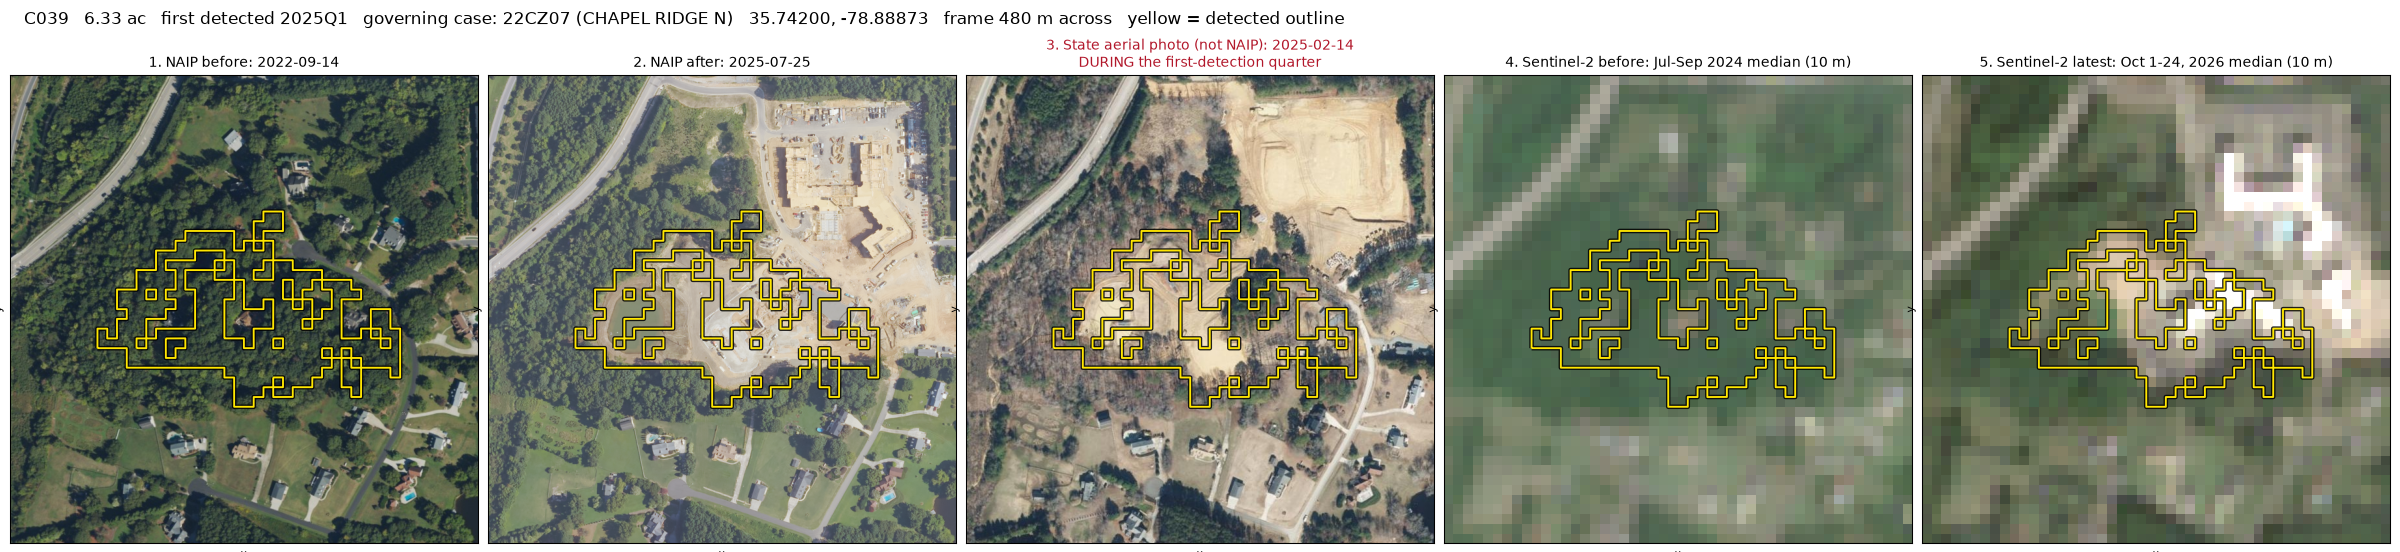 C039   6.33 ac   first detected 2025Q1   governing case: 22CZ07 (CHAPEL RIDGE N)   35.74200, -78.88873   frame 480 m across   yellow = detected outline
1. NAIP before: 2022-09-14
2. NAIP after: 2025-07-25
3. State aerial photo (not NAIP): 2025-02-14
DURING the first-detection quarter
4. Sentinel-2 before: Jul-Sep 2024 median (10 m)
5. Sentinel-2 latest: Oct 1-24, 2026 median (10 m)